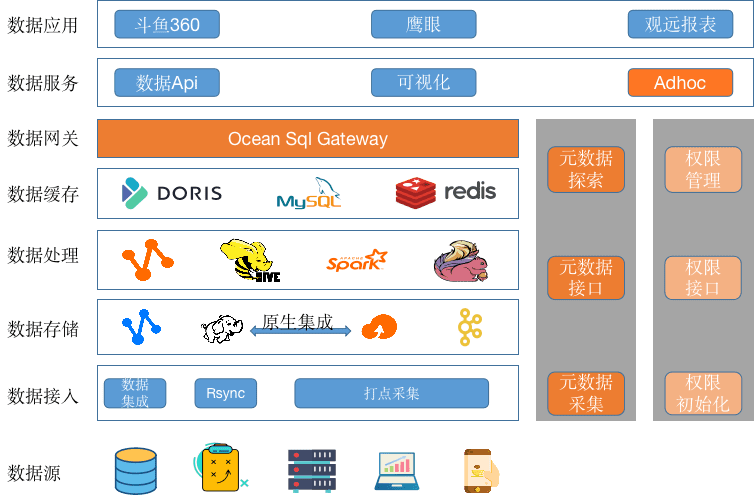 数据应用
斗鱼360
鹰眼
观远报表
数据服务
数据Api
可视化
Adhoc
数据网关
Ocean Sql Gateway
数据缓存
DORIS
MySQL
redis
数据处理
HIVE
APACHE
Spark
数据存储
原生集成
数据接入
数据
集成
Rsync
打点采集
数据源
元数据
探索
元数据
接口
元数据
采集
权限
管理
权限
接口
权限
初始化